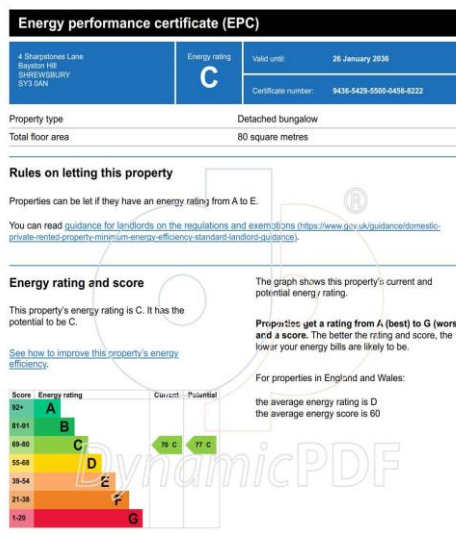 Energy performance certificate (EPC)
4 Sharpstones Lane
Bayston Hill
SHREWSBURY
SY3 0AN
Energy rating
C
Valid until:
26 January 2036
Certificate number:
9436-5429-5500-0456-8222
Property type
Detached bungalow
Total floor area
80 square metres
Rules on letting this property
Properties can be let if they have an energy rating from A to E.
You can read guidance for landlords on the regulations and exemptions (https://www.gov.uk/guidance/domestic-
private-rented-property-minimum-energy-efficiency-standard-landlord-guidance).
Energy rating and score
This property's energy rating is C. It has the
potential to be C.
See how to improve this property's energy
efficiency.
The graph shows this property's current and
potential energy rating.
Properties get a rating from A (best) to G (wors
and a score. The better the rating and score, the
lower your energy bills are likely to be.
For properties in England and Wales:
the average energy rating is D
the average energy score is 60
Score Energy rating Current Potential
92+ A
81-91 B
69-80 C 70 C 77 C
55-68 D
39-54 E
21-38 F
1-20 G
DynamicPDF
®